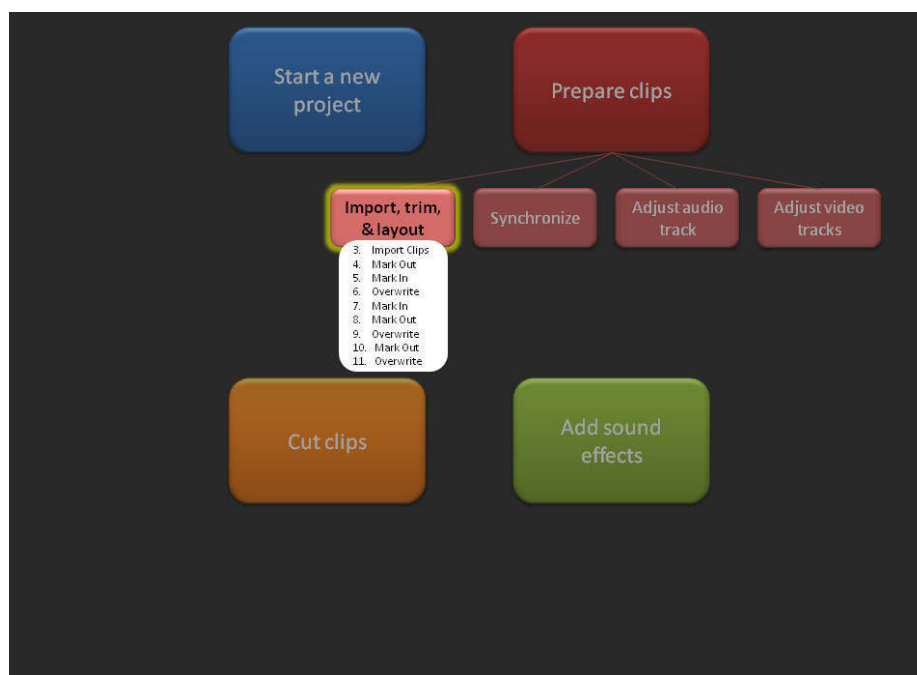 Start a new
project
Prepare clips
Import, trim,
& layout
Synchronize
Adjust audio
track
Adjust video
tracks
3. Import Clips
4. Mark Out
5. Mark In
6. Overwrite
7. Mark In
8. Mark Out
9. Overwrite
10. Mark Out
11. Overwrite
Cut clips
Add sound
effects